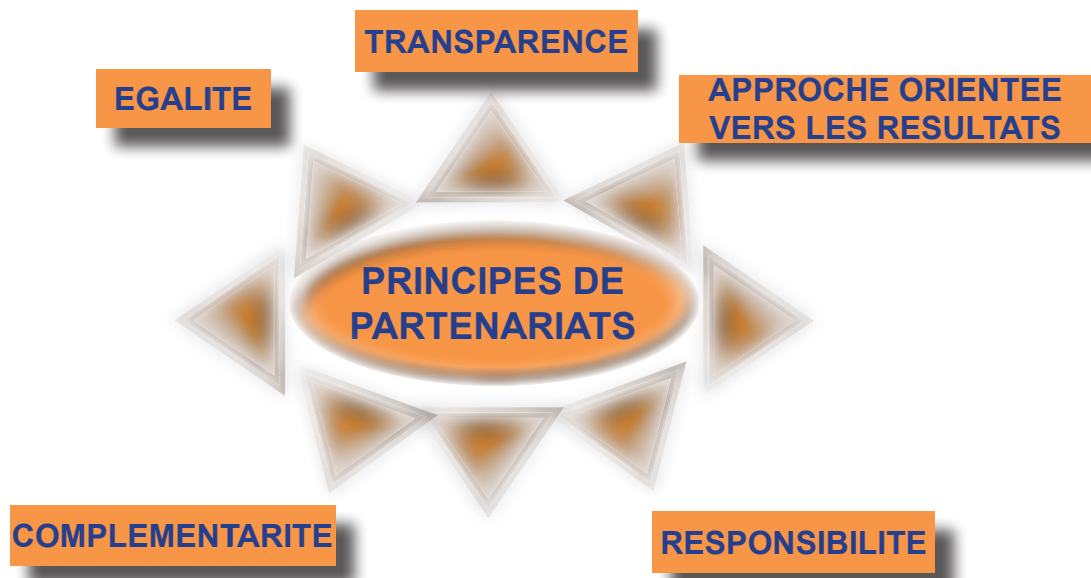 TRANSPARENCE
EGALITE
APPROCHE ORIENTEE
VERS LES RESULTATS
PRINCIPES DE
PARTENARIATS
COMPLEMENTARITE
RESPONSIBILITE